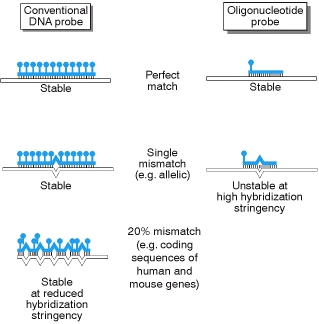 Conventional
DNA probe
Oligonucleotide
probe
Stable
Perfect
match
Stable
Stable
Single
mismatch
(e.g. allelic)
Unstable at
high hybridization
stringency
Stable
at reduced
hybridization
stringency
20% mismatch
(e.g. coding
sequences of
human and
mouse genes)